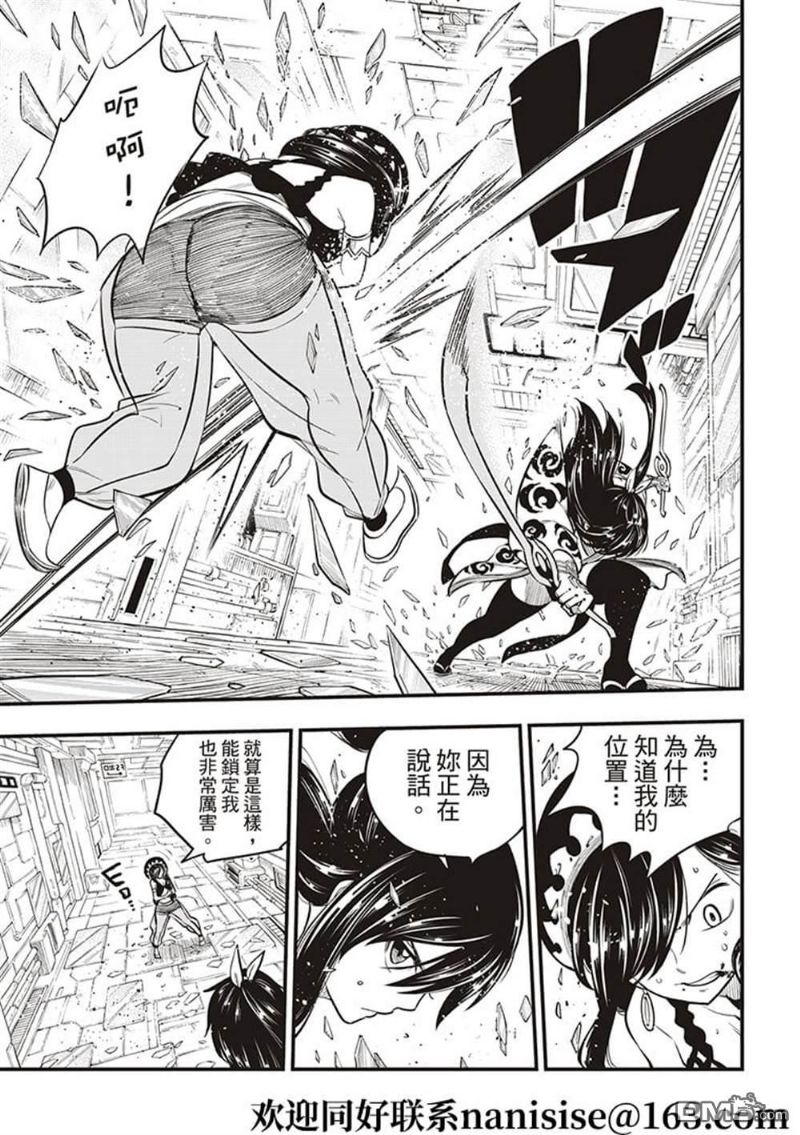 呃啊！
為…
為什麼
知道我的
位置…
因為
妳正在
說話。
就算是這樣，
能鎖定我
也非常厲害。
欢迎同好联系nanisise@163.com